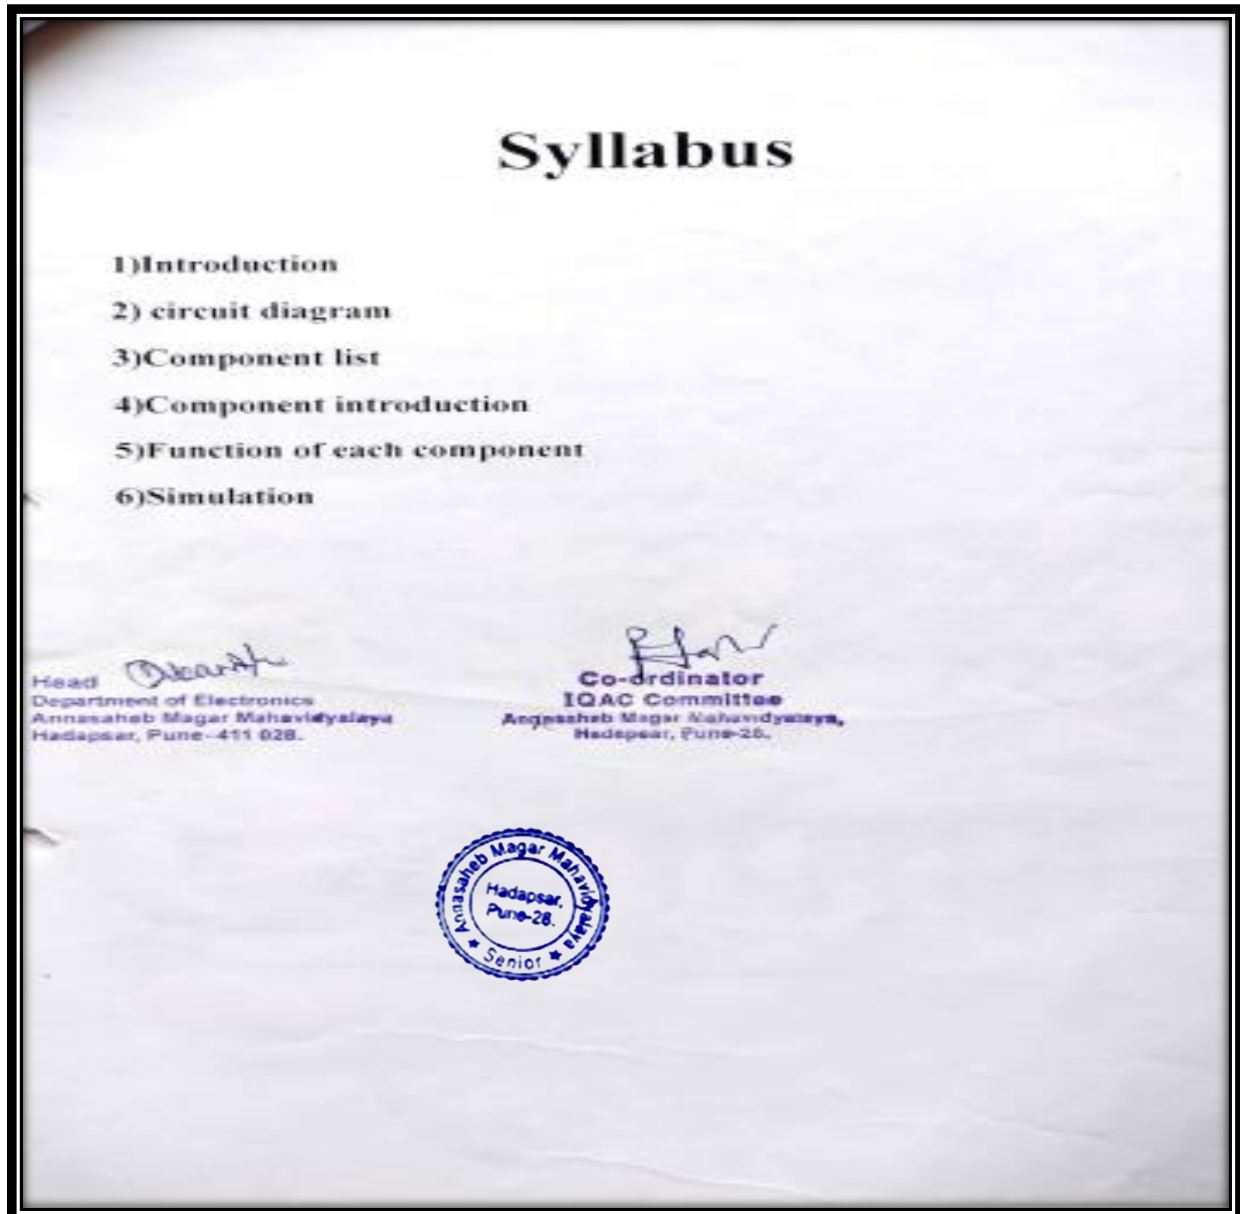 Syllabus
1)Introduction
2) circuit diagram
3)Component list
4)Component introduction
5)Function of each component
6)Simulation
Head
Department of Electronics
Annasaheb Magar Mahavidyalaya
Hadapsar, Pune-411 028.
Co-ordinator
IQAC Committee
Annasaheb Magar Mahavidyalaya,
Hadapsar, Pune-28.
Annasaheb Magar Mahavidyalaya
Hadapsar,
Pune-28.
★ Senior ★